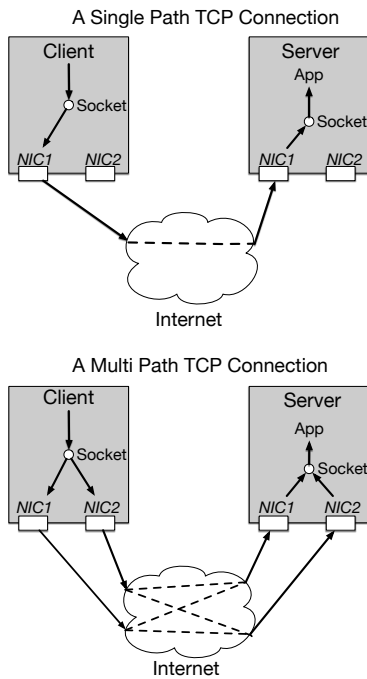 A Single Path TCP Connection
Client
Server
App
Socket
Socket
NIC1 NIC2
NIC1 NIC2
Internet
A Multi Path TCP Connection
Client
Server
App
Socket
Socket
NIC1 NIC2
NIC1 NIC2
Internet